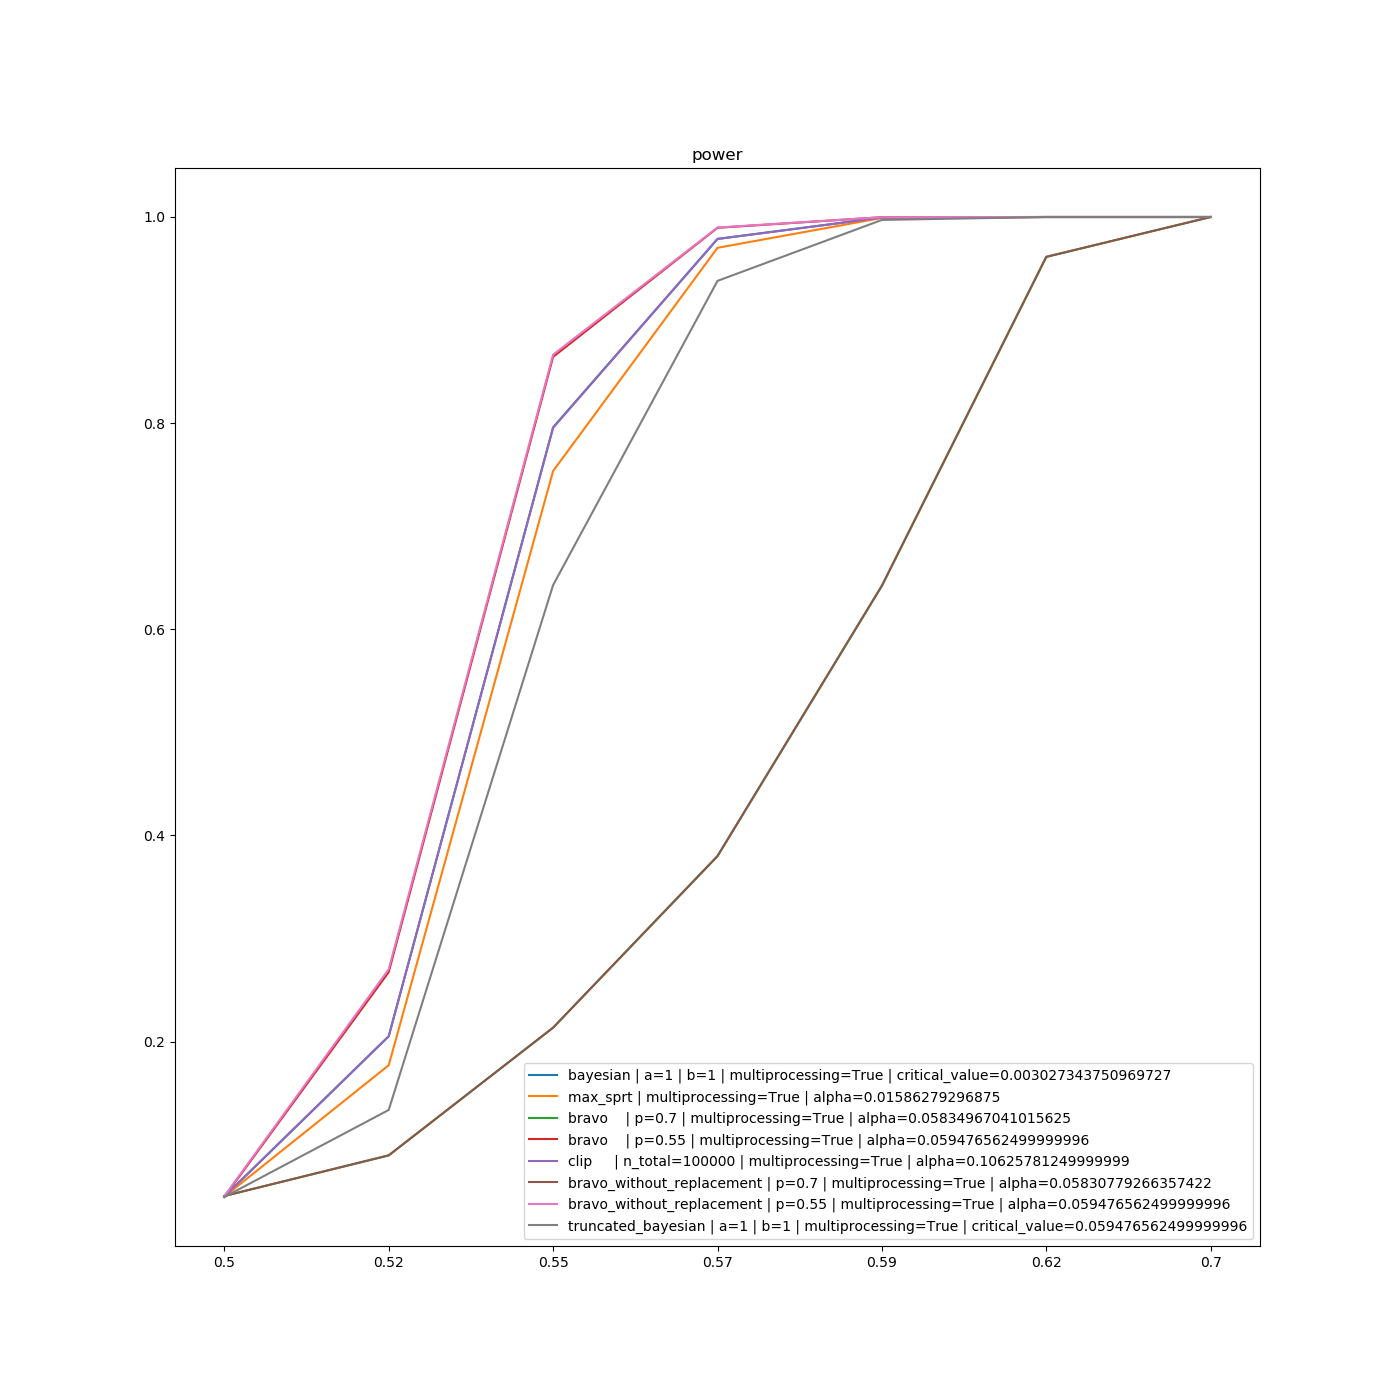 power
1.0
0.8
0.6
0.4
0.2
bayesian | a=1 | b=1 | multiprocessing=True | critical_value=0.003027343750969727
max_sprt | multiprocessing=True | alpha=0.01586279296875
bravo    | p=0.7 | multiprocessing=True | alpha=0.05834967041015625
bravo    | p=0.55 | multiprocessing=True | alpha=0.059476562499999996
clip     | n_total=100000 | multiprocessing=True | alpha=0.10625781249999999
bravo_without_replacement | p=0.7 | multiprocessing=True | alpha=0.05830779266357422
bravo_without_replacement | p=0.55 | multiprocessing=True | alpha=0.059476562499999996
truncated_bayesian | a=1 | b=1 | multiprocessing=True | critical_value=0.059476562499999996
0.5 0.52 0.55 0.57 0.59 0.62 0.7